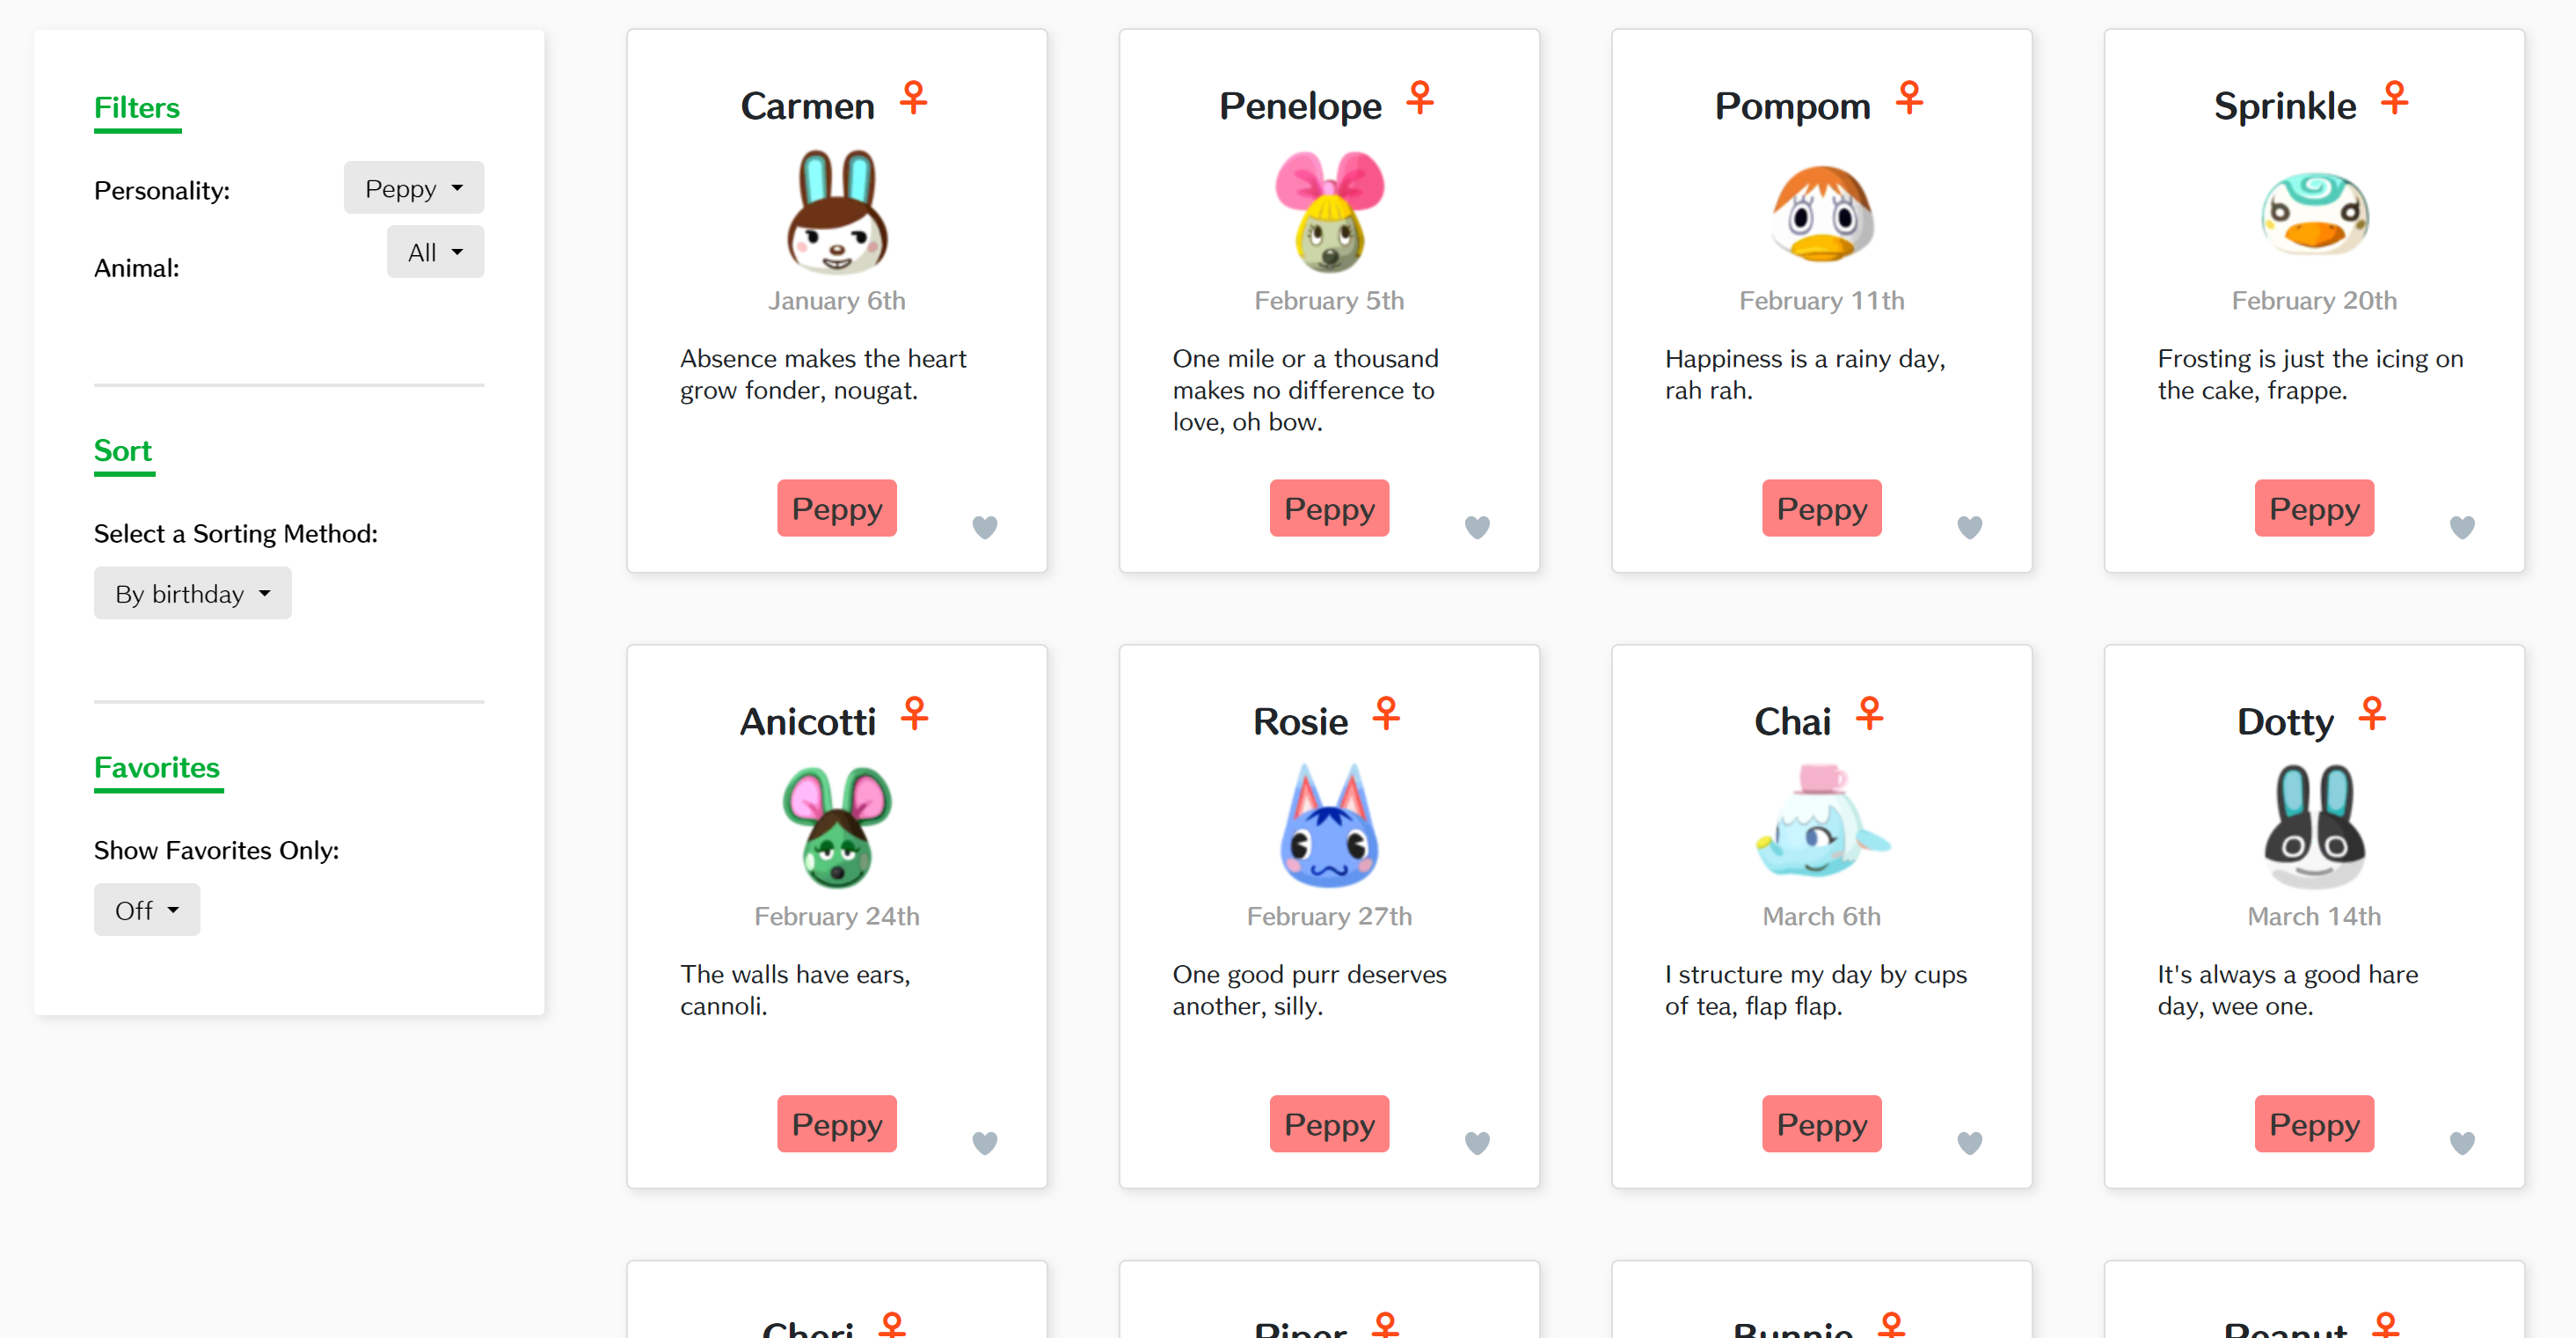 Filters
Personality:
Peppy
Animal:
All
Sort
Select a Sorting Method:
By birthday
Favorites
Show Favorites Only:
Off
Carmen
January 6th
Absence makes the heart
grow fonder, nougat.
Peppy
Penelope
February 5th
One mile or a thousand
makes no difference to
love, oh bow.
Peppy
Pompom
February 11th
Happiness is a rainy day,
rah rah.
Peppy
Sprinkle
February 20th
Frosting is just the icing on
the cake, frappe.
Peppy
Anicotti
February 24th
The walls have ears,
cannoli.
Peppy
Rosie
February 27th
One good purr deserves
another, silly.
Peppy
Chai
March 6th
I structure my day by cups
of tea, flap flap.
Peppy
Dotty
March 14th
It's always a good hare
day, wee one.
Peppy
Cheri
Piper
Bunnie
Peanut